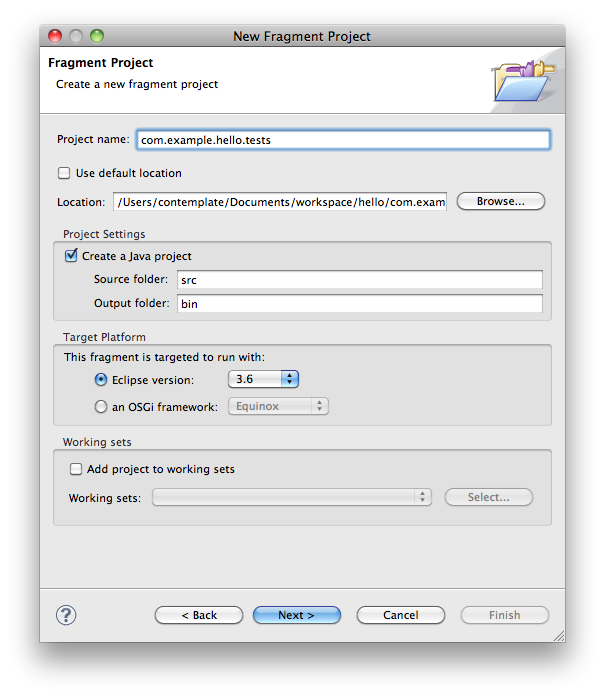 New Fragment Project
Fragment Project
Create a new fragment project
Project name: com.example.hello.tests
Use default location
Location: /Users/contemplate/Documents/workspace/hello/com.exam Browse...
Project Settings
Create a Java project
Source folder: src
Output folder: bin
Target Platform
This fragment is targeted to run with:
Eclipse version: 3.6
an OSGi framework: Equinox
Working sets
Add project to working sets
Working sets: Select...
? < Back Next > Cancel Finish